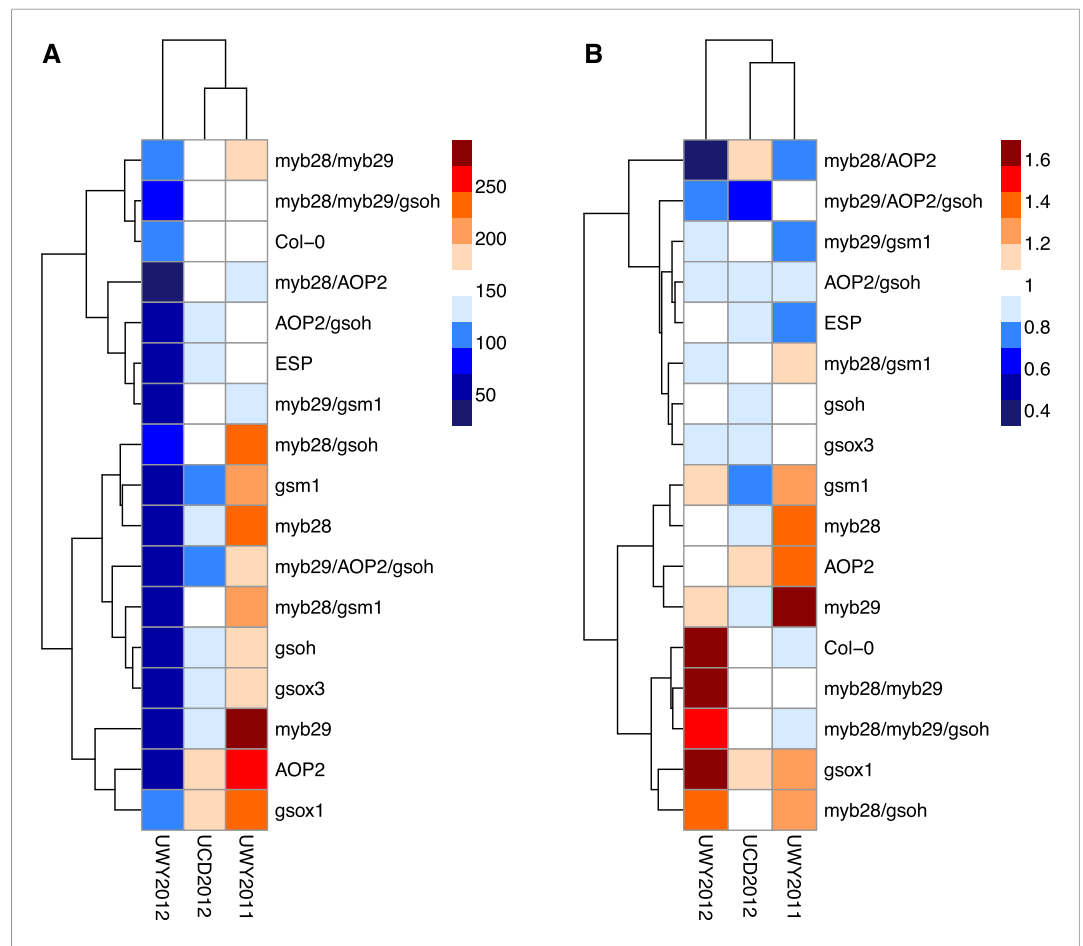 A
B
250
200
150
100
50
myb28/myb29
myb28/myb29/gsoh
Col−0
myb28/AOP2
AOP2/gsoh
ESP
myb29/gsm1
myb28/gsoh
gsm1
myb28
myb29/AOP2/gsoh
myb28/gsm1
gsoh
gsox3
myb29
AOP2
gsox1
UWY2012
UCD2012
UWY2011
1.6
1.4
1.2
1
0.8
0.6
0.4
myb28/AOP2
myb29/AOP2/gsoh
myb29/gsm1
AOP2/gsoh
ESP
myb28/gsm1
gsoh
gsox3
gsm1
myb28
AOP2
myb29
Col−0
myb28/myb29
myb28/myb29/gsoh
gsox1
myb28/gsoh
UWY2012
UCD2012
UWY2011